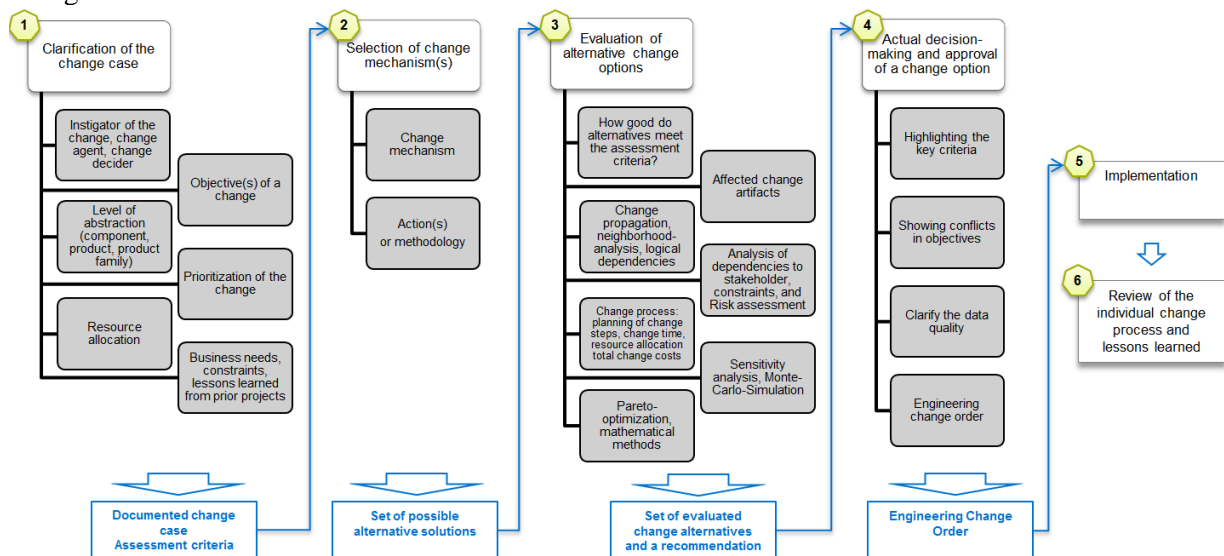 1
Clarification of the
change case
Instigator of the
change, change agent,
change decider
Objective(s) of a
change
Level of
abstraction
(component,
product, product
family)
Prioritization of the
change
Resource
allocation
Business needs,
constraints,
lessons learned
from prior projects
Documented change
case
Assessment criteria
2
Selection of change
mechanism(s)
Change
mechanism
Action(s)
or methodology
Set of possible
alternative solutions
3
Evaluation of
alternative change
options
How good do
alternatives meet
the assessment
criteria?
Affected change
artifacts
Change
propagation,
neighborhood-
analysis, logical
dependencies
Analysis of
dependencies to
stakeholder,
constraints, and
Risk assessment
Change process:
planning of change
steps, change time,
resource allocation
total change costs
Sensitivity
analysis, Monte-
Carlo-Simulation
Pareto-
optimization,
mathematical
methods
Set of evaluated
change alternatives
and a recommendation
4
Actual decision-
making and approval
of a change option
Highlighting the
key criteria
Showing conflicts
in objectives
Clarify the data
quality
Engineering
change order
Engineering Change
Order
5
Implementation
6
Review of the
individual change
process and
lessons learned